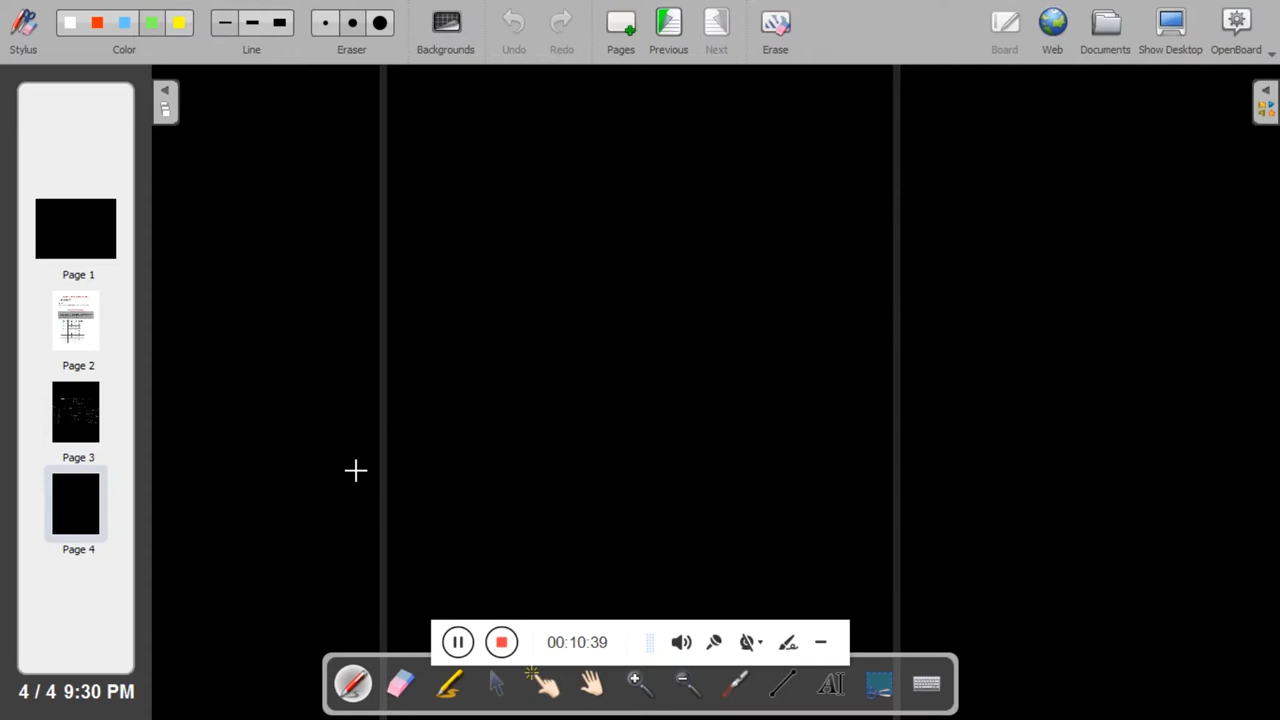 Stylus Color Line Eraser Backgrounds Undo Redo Pages Previous Next Erase Board Web Documents Show Desktop OpenBoard
Page 1
Page 2
Page 3
Page 4
00:10:39
AI
4 / 4 9:30 PM